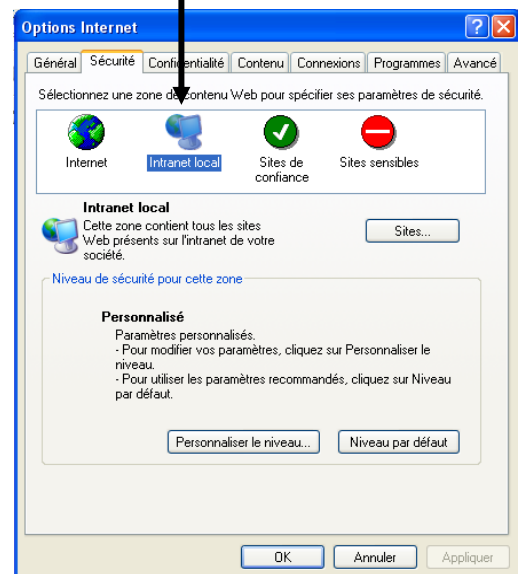 Options Internet
Général Sécurité Confidentialité Contenu Connexions Programmes Avancé
Sélectionnez une zone de contenu Web pour spécifier ses paramètres de sécurité.
Internet Intranet local Sites de confiance Sites sensibles
Intranet local
Cette zone contient tous les sites
Web présents sur l'intranet de votre
société.
Sites...
Niveau de sécurité pour cette zone
Personnalisé
Paramètres personnalisés.
- Pour modifier vos paramètres, cliquez sur Personnaliser le
niveau.
- Pour utiliser les paramètres recommandés, cliquez sur Niveau
par défaut.
Personnaliser le niveau... Niveau par défaut
OK Annuler Appliquer